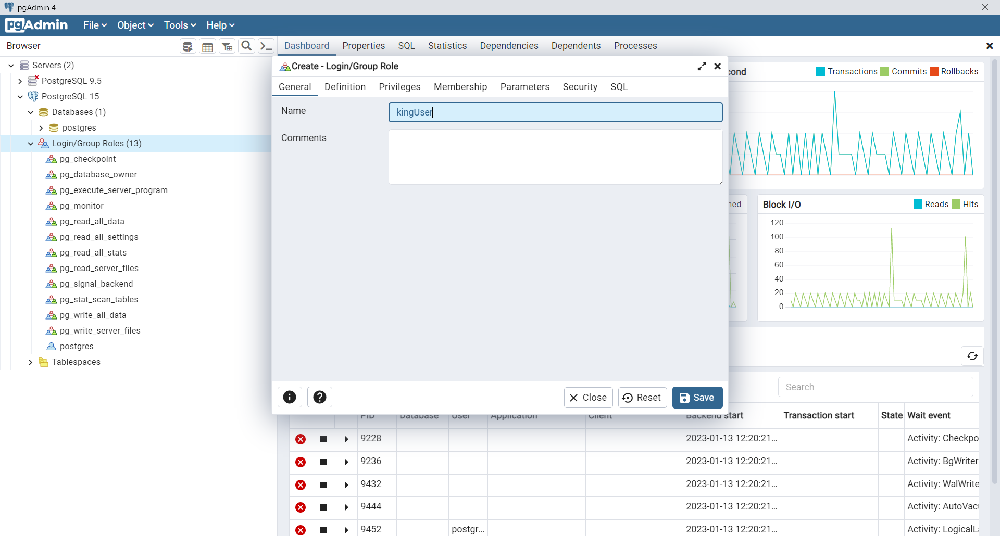 pgAdmin 4
pgAdmin File Object Tools Help
Browser
Dashboard Properties SQL Statistics Dependencies Dependents Processes
Servers (2)
PostgreSQL 9.5
PostgreSQL 15
Databases (1)
postgres
Login/Group Roles (13)
pg_checkpoint
pg_database_owner
pg_execute_server_program
pg_monitor
pg_read_all_data
pg_read_all_settings
pg_read_all_stats
pg_read_server_files
pg_signal_backend
pg_stat_scan_tables
pg_write_all_data
pg_write_server_files
postgres
Tablespaces
Create - Login/Group Role
General Definition Privileges Membership Parameters Security SQL
Name kingUser
Comments
Close Reset Save
Transactions Commits Rollbacks
Block I/O Reads Hits
120
100
80
60
40
20
0
Search
PID Database User Application Client Backend start Transaction start State Wait event
9228 2023-01-13 12:20:21... Activity: Checkpo
9236 2023-01-13 12:20:21... Activity: BgWriter
9432 2023-01-13 12:20:21... Activity: WalWrite
9444 2023-01-13 12:20:21... Activity: AutoVac
9452 postgr... 2023-01-13 12:20:21... Activity: LogicalL